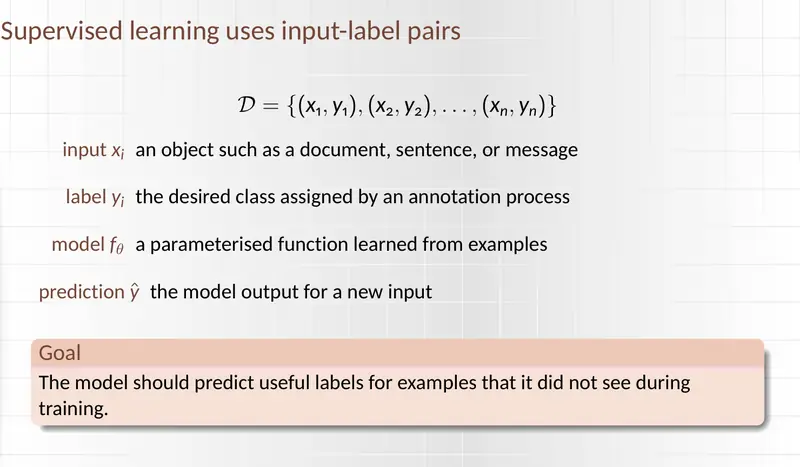 Supervised learning uses input-label pairs
𝒟 = {(x₁, y₁), (x₂, y₂), . . . , (xₙ, yₙ)}
input xᵢ an object such as a document, sentence, or message
label yᵢ the desired class assigned by an annotation process
model f_θ a parameterised function learned from examples
prediction ŷ the model output for a new input
Goal
The model should predict useful labels for examples that it did not see during
training.